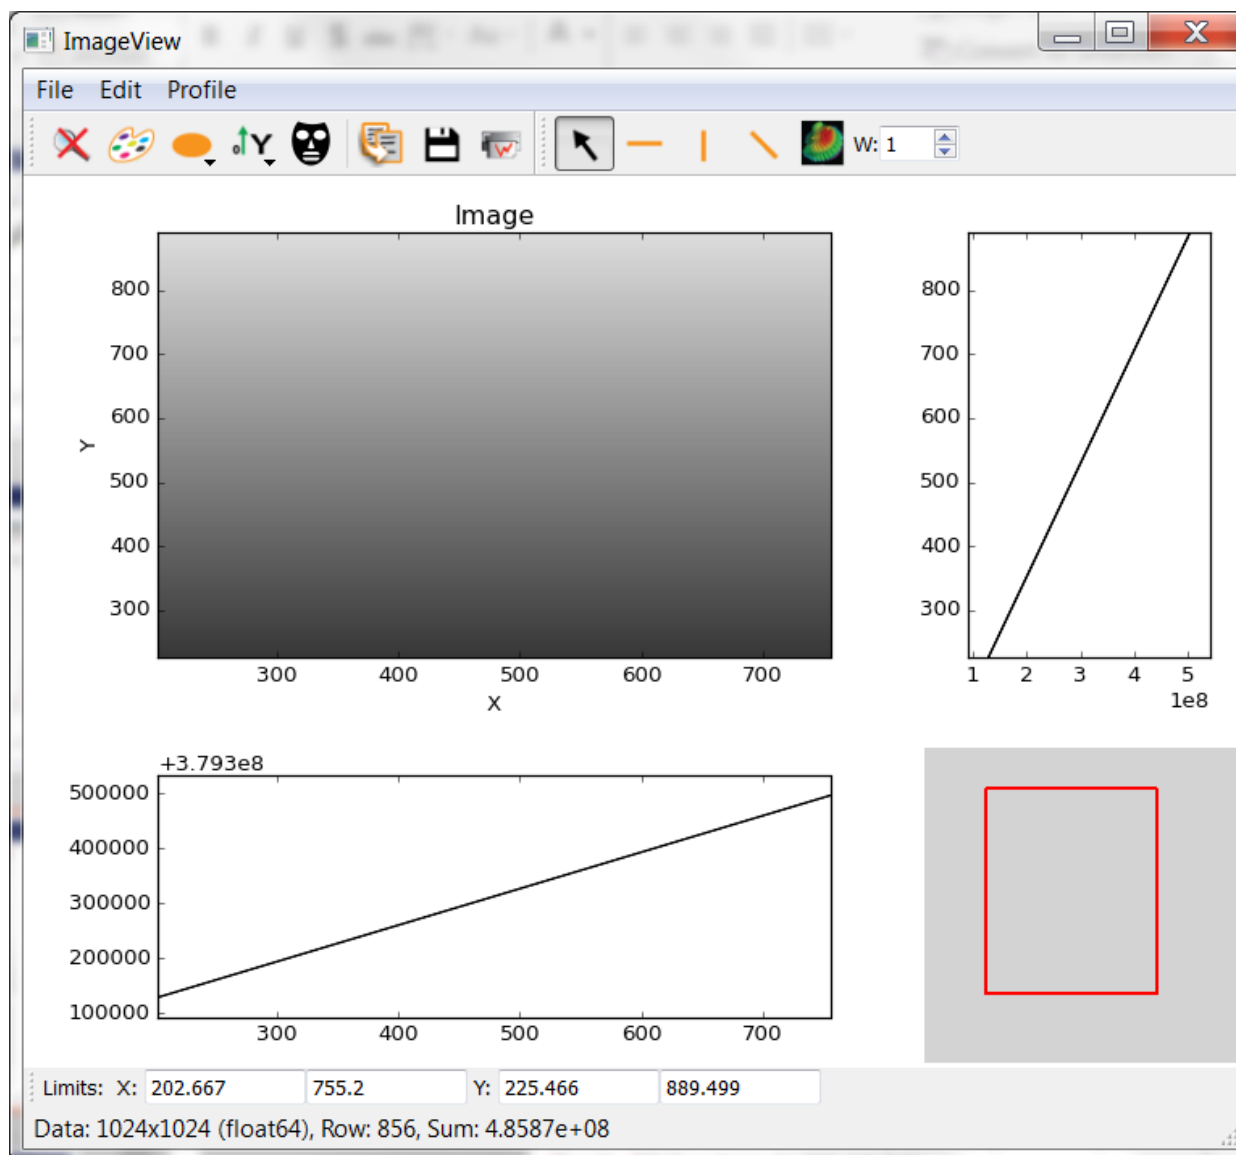 ImageView
File Edit Profile
0 Y W: 1
Image
800
700
600
500
400
300
Y
300 400 500 600 700
X
800
700
600
500
400
300
1 2 3 4 5
1e8
+3.793e8
500000
400000
300000
200000
100000
300 400 500 600 700
Limits: X: 202.667 755.2 Y: 225.466 889.499
Data: 1024x1024 (float64), Row: 856, Sum: 4.8587e+08